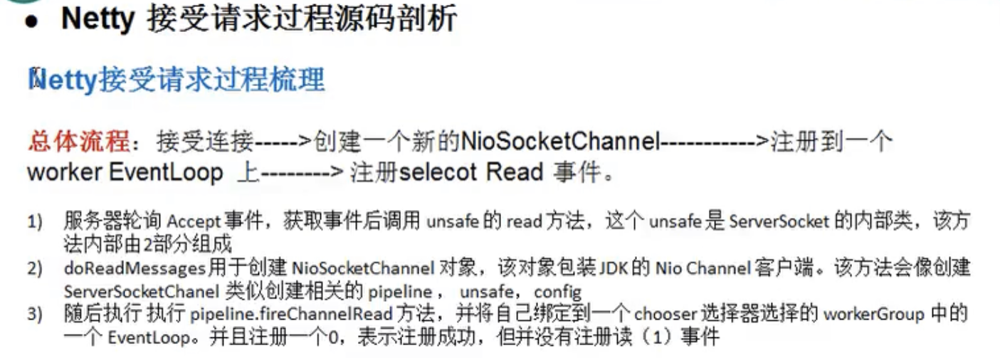 • Netty 接受请求过程源码剖析
Netty接受请求过程梳理
总体流程：接受连接----->创建一个新的NioSocketChannel----------->注册到一个
worker EventLoop 上--------> 注册selecot Read 事件。
1) 服务器轮询 Accept 事件，获取事件后调用 unsafe 的 read 方法，这个 unsafe 是 ServerSocket 的内部类，该方
法内部由2部分组成
2) doReadMessages 用于创建 NioSocketChannel 对象，该对象包装 JDK 的 Nio Channel 客户端。该方法会像创建
ServerSocketChanel 类似创建相关的 pipeline ， unsafe，config
3) 随后执行 执行 pipeline.fireChannelRead 方法，并将自己绑定到一个 chooser 选择器选择的 workerGroup 中的
一个 EventLoop。并且注册一个0，表示注册成功，但并没有注册读（1）事件